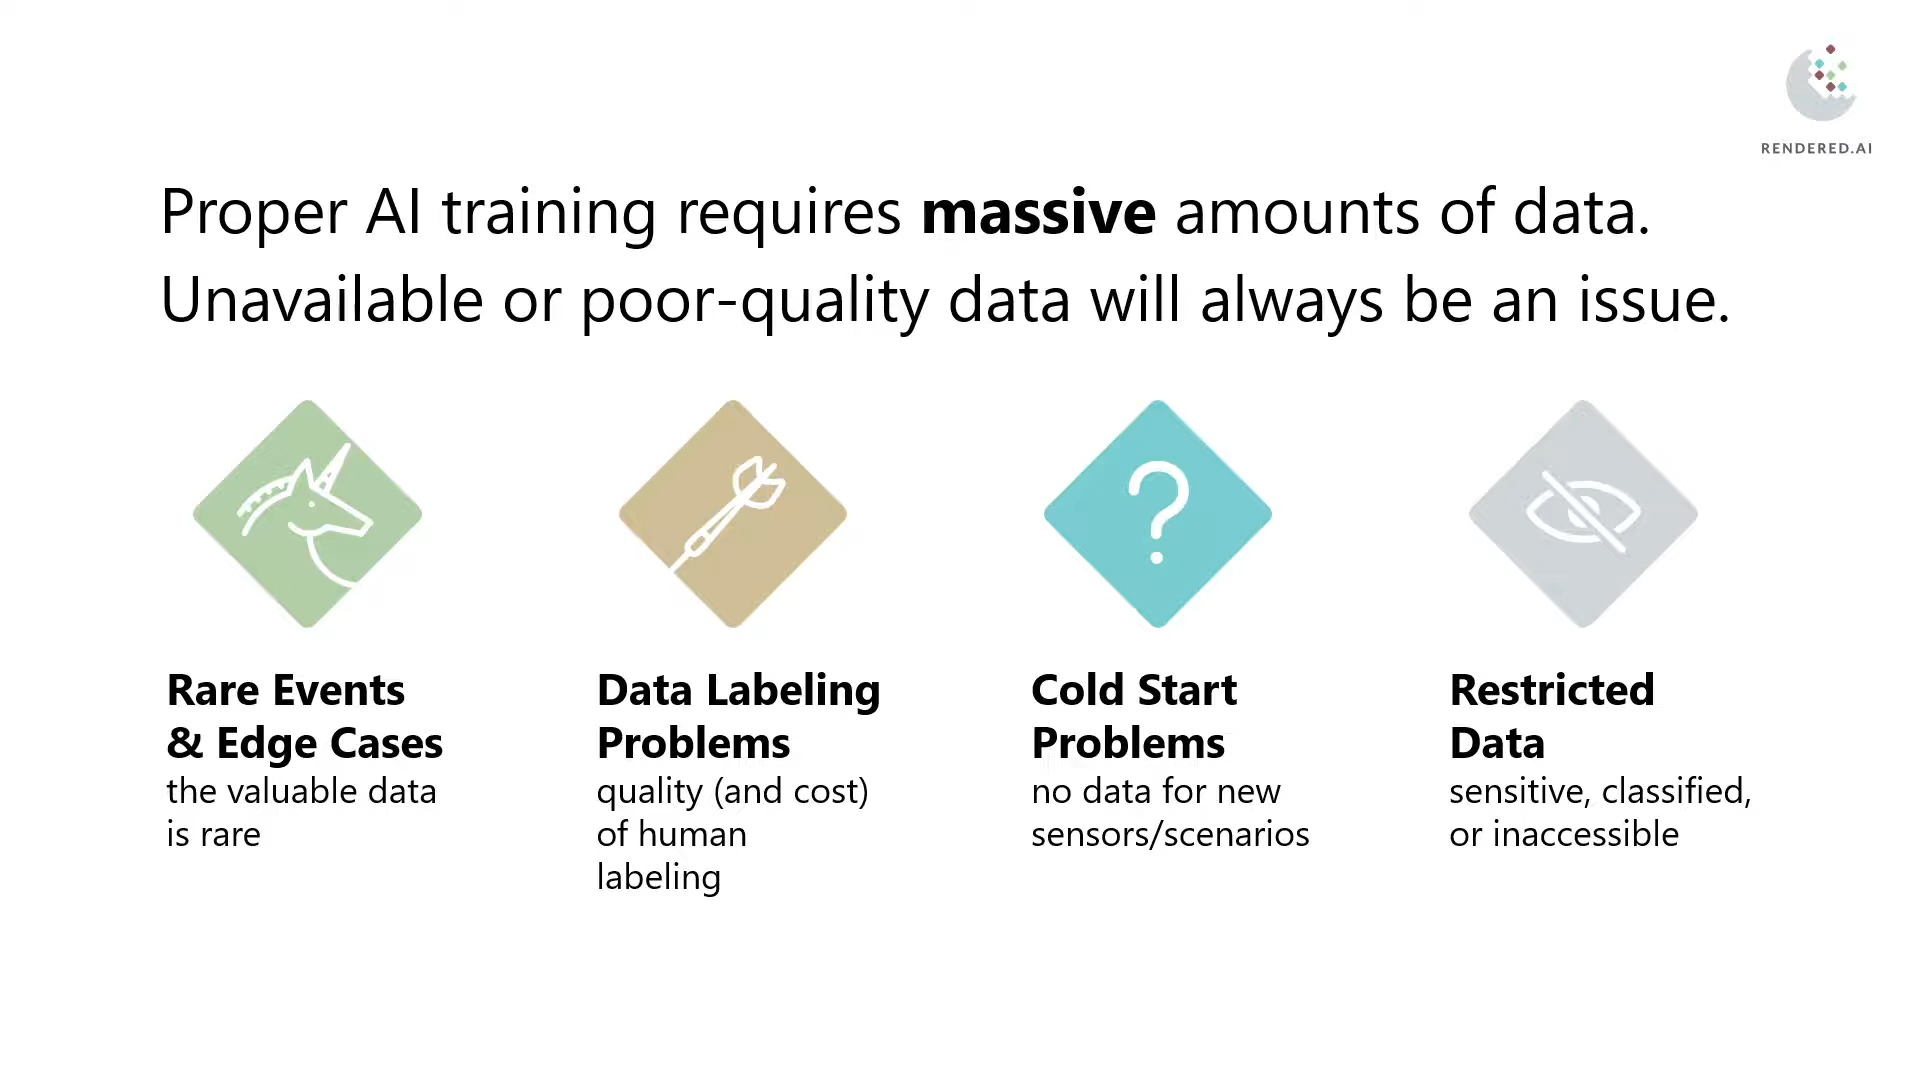 RENDERED.AI
Proper AI training requires massive amounts of data.
Unavailable or poor-quality data will always be an issue.
Rare Events
& Edge Cases
the valuable data
is rare
Data Labeling
Problems
quality (and cost)
of human
labeling
Cold Start
Problems
no data for new
sensors/scenarios
Restricted
Data
sensitive, classified,
or inaccessible